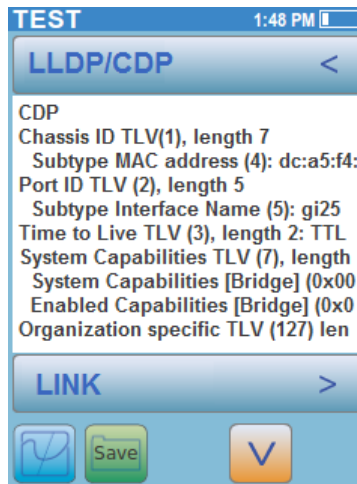 TEST 1:48 PM
LLDP/CDP <
CDP
Chassis ID TLV(1), length 7
Subtype MAC address (4): dc:a5:f4:
Port ID TLV (2), length 5
Subtype Interface Name (5): gi25
Time to Live TLV (3), length 2: TTL
System Capabilities TLV (7), length
System Capabilities [Bridge] (0x00
Enabled Capabilities [Bridge] (0x0
Organization specific TLV (127) len
LINK >
Save